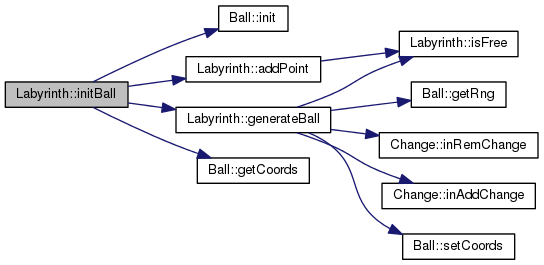 Ball::init
Labyrinth::isFree
Labyrinth::addPoint
Labyrinth::initBall
Ball::getRng
Labyrinth::generateBall
Change::inRemChange
Ball::getCoords
Change::inAddChange
Ball::setCoords